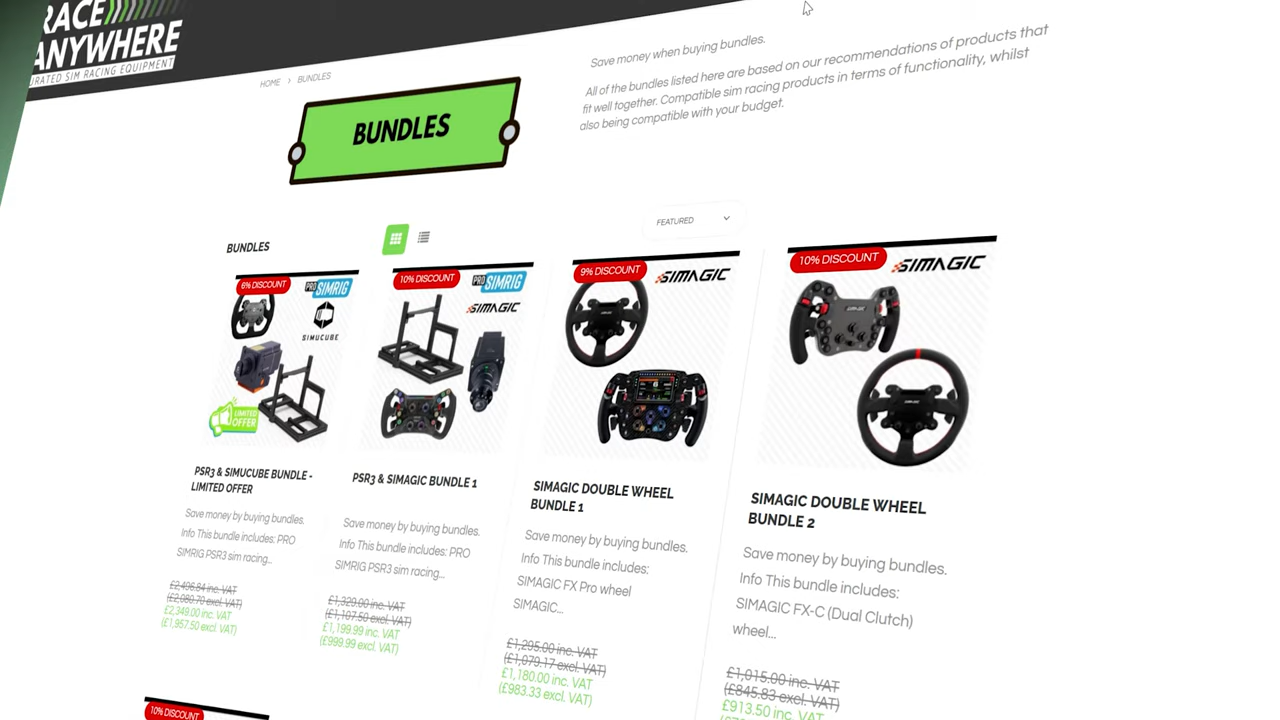 RACE
ANYWHERE
URATED SIM RACING EQUIPMENT
HOME > BUNDLES
BUNDLES
Save money when buying bundles.
All of the bundles listed here are based on our recommendations of products that
fit well together. Compatible sim racing products in terms of functionality, whilst
also being compatible with your budget.
BUNDLES
FEATURED
6% DISCOUNT
PRO SIMRIG
SIMUCUBE
LIMITED
OFFER
PSR3 & SIMUCUBE BUNDLE -
LIMITED OFFER
Save money by buying bundles.
Info This bundle includes: PRO
SIMRIG PSR3 sim racing...
£2,496.84 inc. VAT
(£2,080.70 excl. VAT)
£2,349.00 inc. VAT
(£1,957.50 excl. VAT)
10% DISCOUNT
PRO SIMRIG
SIMAGIC
PSR3 & SIMAGIC BUNDLE 1
Save money by buying bundles.
Info This bundle includes: PRO
SIMRIG PSR3 sim racing...
£1,329.00 inc. VAT
(£1,107.50 excl. VAT)
£1,199.99 inc. VAT
(£999.99 excl. VAT)
9% DISCOUNT
SIMAGIC
SIMAGIC DOUBLE WHEEL
BUNDLE 1
Save money by buying bundles.
Info This bundle includes:
SIMAGIC FX Pro wheel
SIMAGIC...
£1,295.00 inc. VAT
(£1,079.17 excl. VAT)
£1,180.00 inc. VAT
(£983.33 excl. VAT)
10% DISCOUNT
SIMAGIC
SIMAGIC DOUBLE WHEEL
BUNDLE 2
Save money by buying bundles.
Info This bundle includes:
SIMAGIC FX-C (Dual Clutch)
wheel...
£1,015.00 inc. VAT
(£845.83 excl. VAT)
£913.50 inc. VAT
10% DISCOUNT